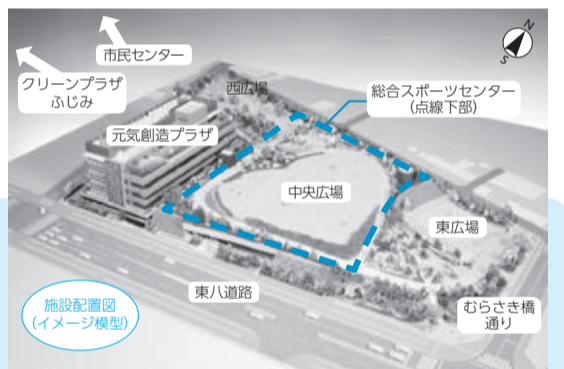 N
S
市民センター
クリーンプラザ
ふじみ
西広場
総合スポーツセンター
(点線下部)
元気創造プラザ
中央広場
東広場
東八道路
施設配置図
(イメージ模型)
むらさき橋
通り